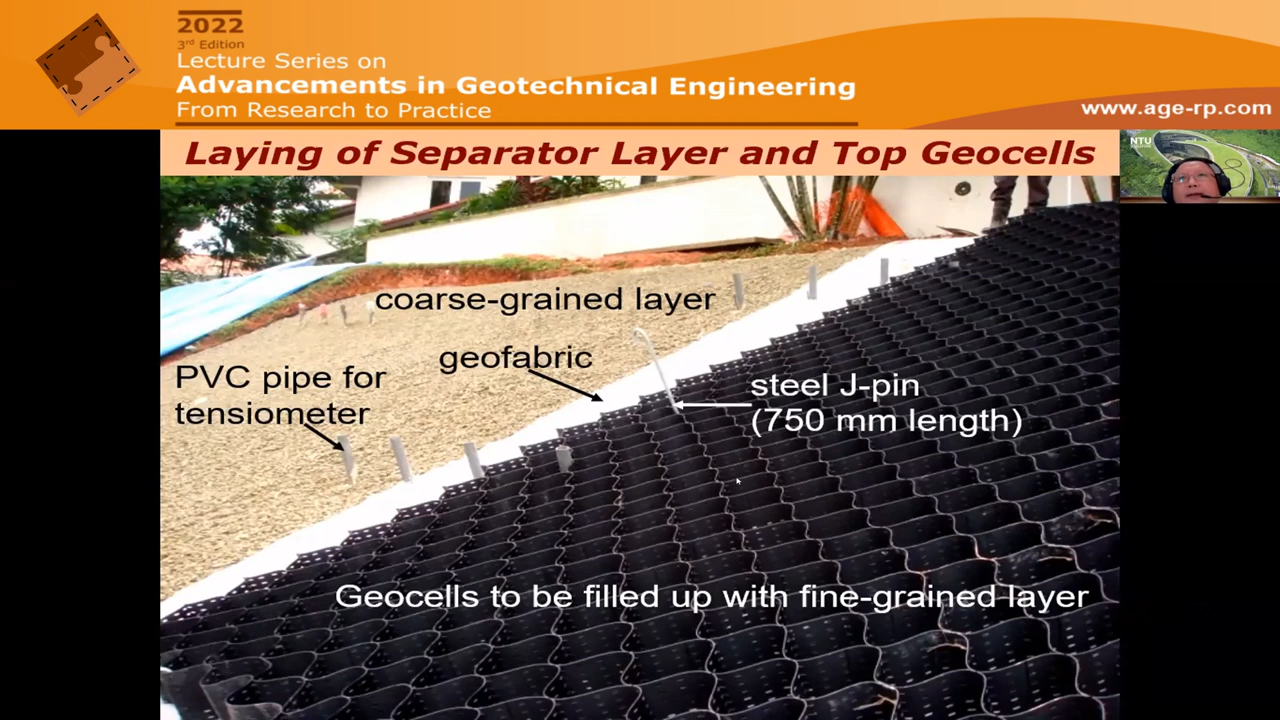 2022
3rd Edition
Lecture Series on
Advancements in Geotechnical Engineering
From Research to Practice
www.age-rp.com
Laying of Separator Layer and Top Geocells
NTU
coarse-grained layer
geofabric
PVC pipe for
tensiometer
steel J-pin
(750 mm length)
Geocells to be filled up with fine-grained layer